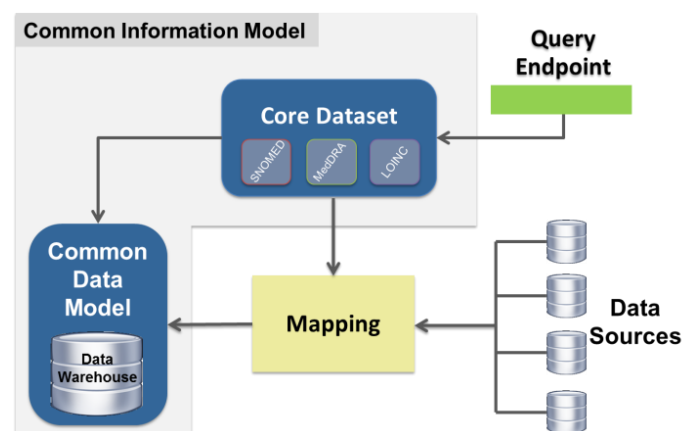 Common Information Model
Query
Endpoint
Core Dataset
SNOMED
MedDRA
LOINC
Common
Data
Model
Data
Warehouse
Mapping
Data
Sources